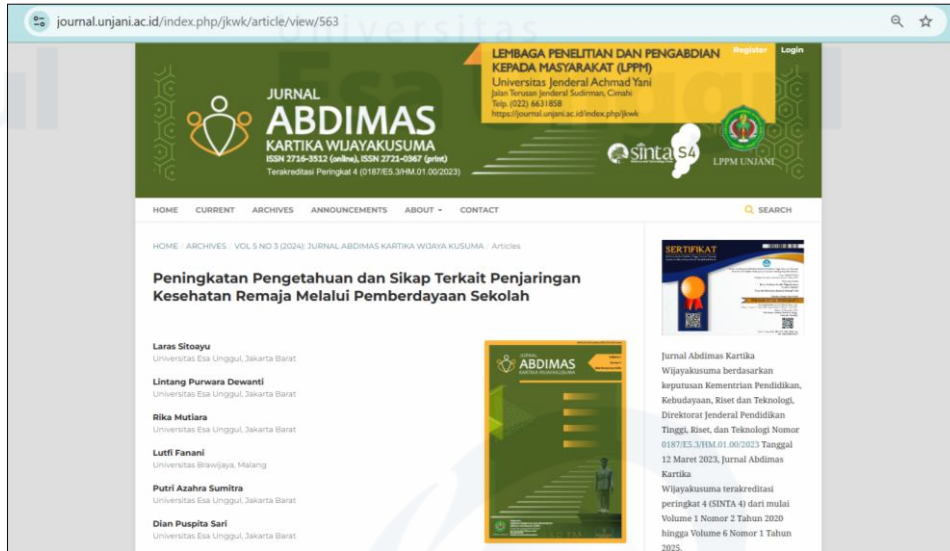 journal.unjani.ac.id/index.php/jkwk/article/view/563
Universitas
Esa Unggul
JURNAL
ABDIMAS
KARTIKA WIJAYAKUSUMA
ISSN 2716-3512 (online), ISSN 2721-0367 (print)
Terakreditasi Peringkat 4 (0187/E5.3/HM.01.00/2023)
LEMBAGA PENELITIAN DAN PENGABDIAN
KEPADA MASYARAKAT (LPPM)
Universitas Jenderal Achmad Yani
Jalan Terusan Jenderal Sudirman, Cimahi
Telp. (022) 6631858
https://journal.unjani.ac.id/index.php/jkwk
Register Login
sinta S4
LPPM UNJANI
HOME CURRENT ARCHIVES ANNOUNCEMENTS ABOUT CONTACT SEARCH
HOME / ARCHIVES / VOL 5 NO 3 (2024): JURNAL ABDIMAS KARTIKA WIJAYA KUSUMA / Articles
Peningkatan Pengetahuan dan Sikap Terkait Penjaringan
Kesehatan Remaja Melalui Pemberdayaan Sekolah
Laras Sitoayu
Universitas Esa Unggul, Jakarta Barat
Lintang Purwara Dewanti
Universitas Esa Unggul, Jakarta Barat
Rika Mutiara
Universitas Esa Unggul, Jakarta Barat
Lutfi Fanani
Universitas Brawijaya, Malang
Putri Azahra Sumitra
Universitas Esa Unggul, Jakarta Barat
Dian Puspita Sari
Universitas Esa Unggul, Jakarta Barat
JURNAL
ABDIMAS
KARTIKA WIJAYAKUSUMA
SERTIFIKAT
Jurnal Abdimas Kartika
Wijayakusuma berdasarkan
keputusan Kementrian Pendidikan,
Kebudayaan, Riset dan Teknologi,
Direktorat Jenderal Pendidikan
Tinggi, Riset, dan Teknologi Nomor
0187/E5.3/HM.01.00/2023 Tanggal
12 Maret 2023, Jurnal Abdimas
Kartika
Wijayakusuma terakreditasi
peringkat 4 (SINTA 4) dari mulai
Volume 1 Nomor 2 Tahun 2020
hingga Volume 6 Nomor 1 Tahun
2025.